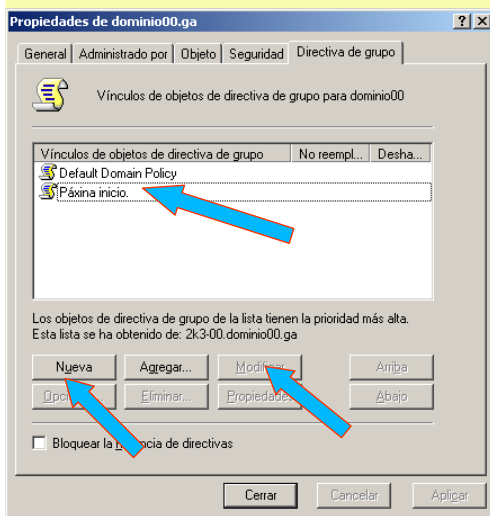 Propiedades de dominio00.ga
General Administrado por Objeto Seguridad Directiva de grupo
Vínculos de objetos de directiva de grupo para dominio00
Vínculos de objetos de directiva de grupo No reempl... Desha...
Default Domain Policy
Páxina inicio.
Los objetos de directiva de grupo de la lista tienen la prioridad más alta.
Esta lista se ha obtenido de: 2k3-00.dominio00.ga
Nueva Agregar... Modificar Arriba
Eliminar... Propiedades Abajo
Bloquear la herencia de directivas
Cerrar Cancelar Aplicar